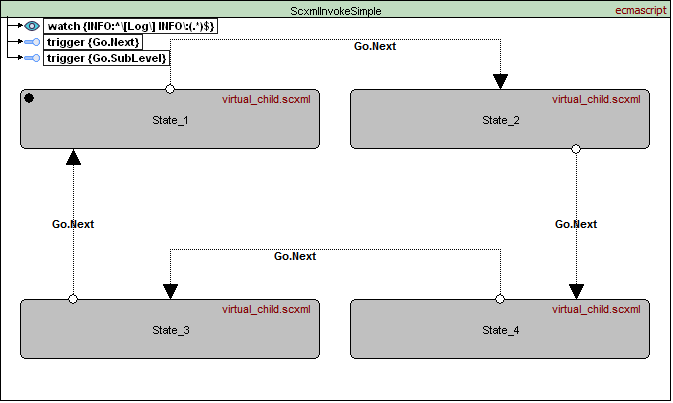 ScxmlInvokeSimple
ecmascript
watch {INFO:^\[Log\] INFO\:(.*)$}
trigger {Go.Next}
trigger {Go.SubLevel}
Go.Next
virtual_child.scxml
State_1
virtual_child.scxml
State_2
Go.Next
Go.Next
Go.Next
virtual_child.scxml
State_3
virtual_child.scxml
State_4